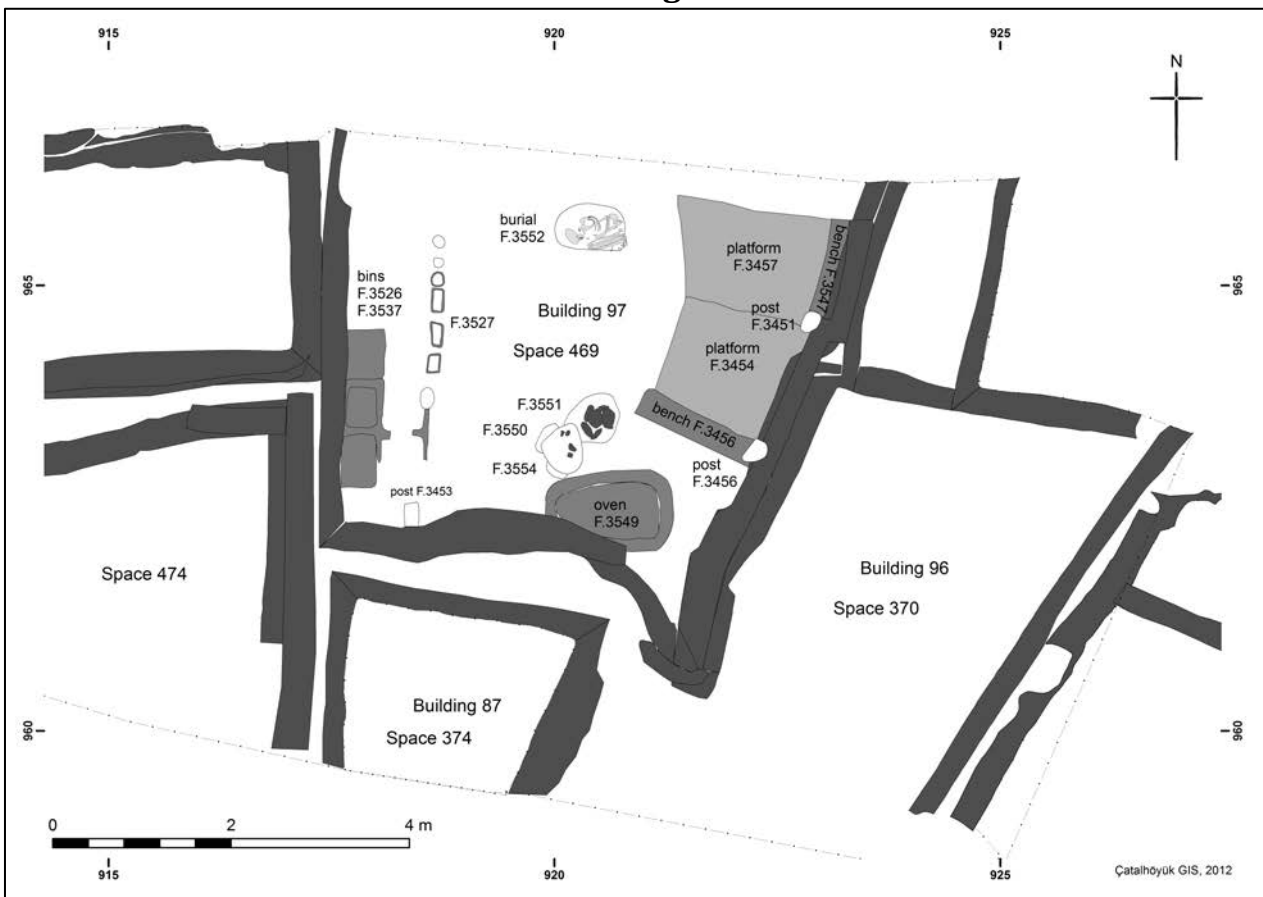 915
920
925
N
burial
F.3552
platform
F.3457
bench F.3547
965
965
bins
F.3526
F.3537
F.3527
Building 97
post
F.3451
Space 469
platform
F.3454
F.3551
bench F.3456
F.3550
F.3554
post
F.3456
post F.3453
oven
F.3549
Space 474
Building 96
Space 370
Building 87
Space 374
960
960
0 2 4 m
915
920
925
Çatalhöyük GIS, 2012